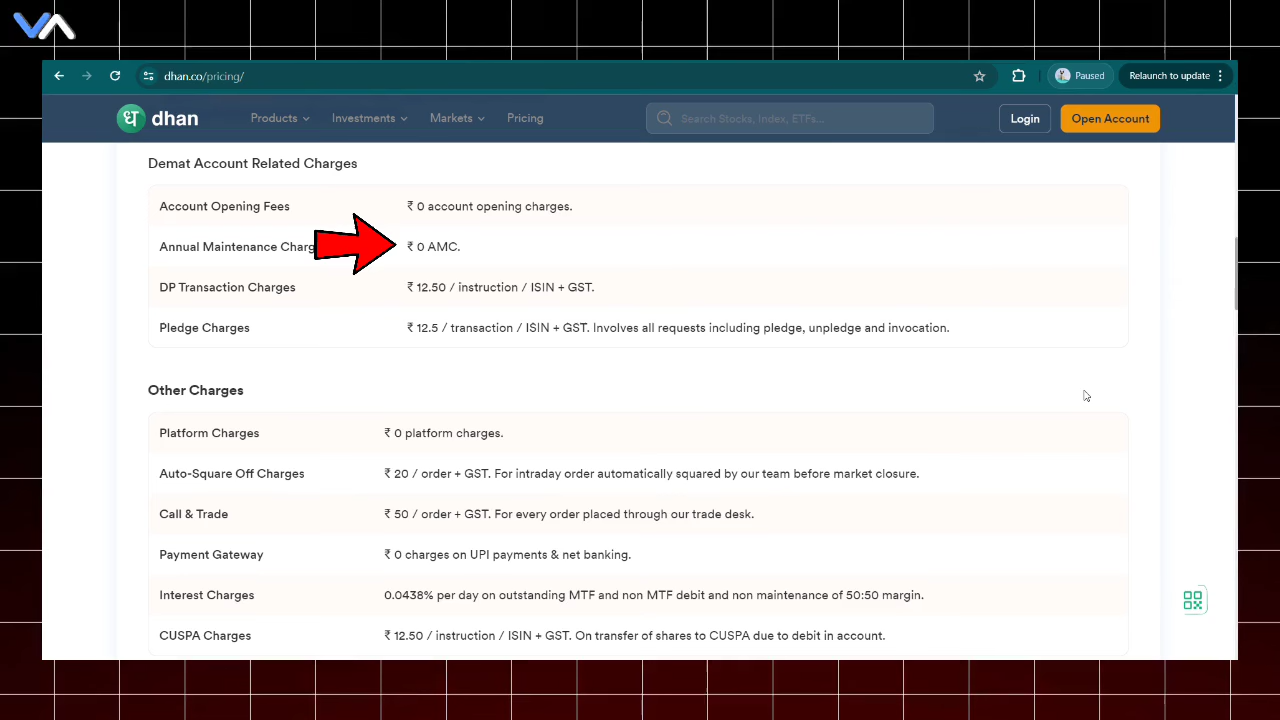 VA
dhan.co/pricing/
Paused
Relaunch to update
ध dhan
Products
Investments
Markets
Pricing
Search Stocks, Index, ETFs...
Login
Open Account
Demat Account Related Charges
Account Opening Fees ₹ 0 account opening charges.
Annual Maintenance Charg ₹ 0 AMC.
DP Transaction Charges ₹ 12.50 / instruction / ISIN + GST.
Pledge Charges ₹ 12.5 / transaction / ISIN + GST. Involves all requests including pledge, unpledge and invocation.
Other Charges
Platform Charges ₹ 0 platform charges.
Auto-Square Off Charges ₹ 20 / order + GST. For intraday order automatically squared by our team before market closure.
Call & Trade ₹ 50 / order + GST. For every order placed through our trade desk.
Payment Gateway ₹ 0 charges on UPI payments & net banking.
Interest Charges 0.0438% per day on outstanding MTF and non MTF debit and non maintenance of 50:50 margin.
CUSPA Charges ₹ 12.50 / instruction / ISIN + GST. On transfer of shares to CUSPA due to debit in account.